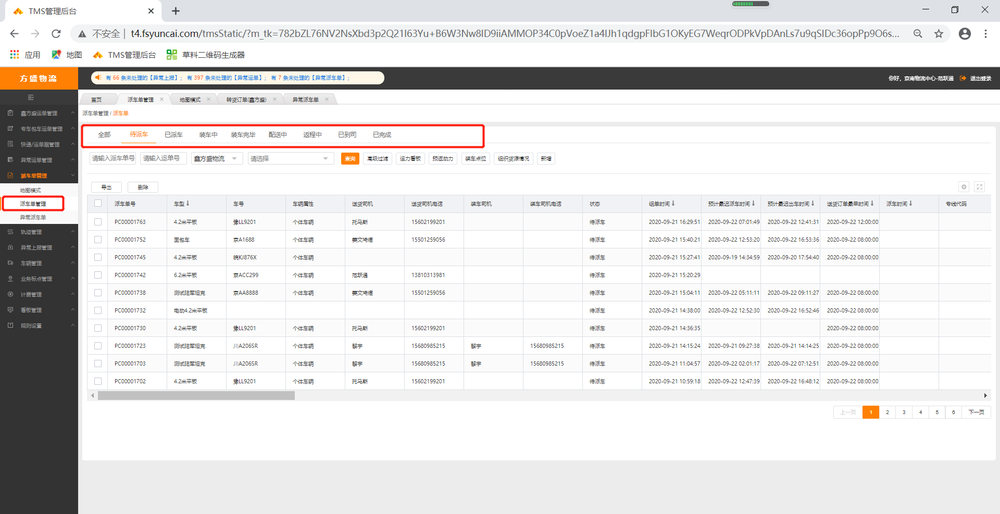 TMS管理后台
不安全 | t4.fsyuncai.com/tmsStatic/?m_tk=782bZL76NV2NsXbd3p2Q21I63Yu+B6W3Nw8ID9iiAMMOP34C0pVoeZ1a4IJh1qdgpFIbG1OKyEG7WeqrODPkVpDAnLs7u9qSIDc36opPp9O6s...
应用 地图 TMS管理后台 草料二维码生成器
方盛物流 有 66 条未处理的【异常上报】; 有 397 条未处理的【异常运单】; 有 7 条未处理的【异常派车单】; 你好, 京南物流中心-范跃通 退出登录
首页 派车单管理 地图模式 转货订单(鑫方盛) 异常派车单
派车单管理 / 派车单
鑫方盛运单管理
专车包车运单管理
快递/运单据管理
异常运单管理
派车单管理
地图模式
派车单管理
异常派车单
轨迹管理
异常上报管理
车辆管理
业务标点管理
计费管理
看板管理
规则设置
全部 待派车 已派车 装车中 装车完毕 配送中 返程中 已到司 已完成
请输入派车单号 请输入运单号 鑫方盛物流 请选择 查询 高级过滤 运力看板 预返动力 装车点位 组织货源情况 新增
导出 删除
派车单号 车型 车号 车辆属性 送货司机 送货司机电话 装车司机 装车司机电话 状态 组单时间 预计最迟派车时间 预计最迟出车时间 送货订单最早时间 派车时间 专线代码
PC00001763 4.2米平板 豫LL9201 个体车辆 托马斯 15602199201 待派车 2020-09-21 16:29:51 2020-09-22 07:01:49 2020-09-22 12:41:31 2020-09-22 12:00:00
PC00001752 面包车 京A1688 个体车辆 姜文埼煜 15501259056 待派车 2020-09-21 15:40:21 2020-09-22 12:53:20 2020-09-22 16:53:36 2020-09-22 08:00:00
PC00001745 4.2米平板 皖KJ876X 个体车辆 待派车 2020-09-21 15:27:41 2020-09-19 14:34:59 2020-09-20 17:54:40 2020-09-22 08:00:00
PC00001742 6.2米平板 京ACC299 个体车辆 范跃通 13810313981 待派车 2020-09-21 15:20:29
PC00001738 测试陆军坦克 京AA8888 个体车辆 姜文埼煜 15501259056 待派车 2020-09-21 15:04:11 2020-09-22 05:11:11 2020-09-22 09:11:27 2020-09-22 08:00:00
PC00001732 电动4.2米平板 待派车 2020-09-21 14:38:00 2020-09-22 12:52:30 2020-09-22 16:52:46 2020-09-22 08:00:00
PC00001730 4.2米平板 豫LL9201 个体车辆 托马斯 15602199201 待派车 2020-09-21 14:36:35 2020-09-22 08:00:00
PC00001723 测试陆军坦克 川A206SR 个体车辆 黎宇 15680985215 黎宇 15680985215 待派车 2020-09-21 14:15:24 2020-09-21 09:27:38 2020-09-21 14:14:25 2020-09-22 08:00:00
PC00001703 测试陆军坦克 川A206SR 个体车辆 黎宇 15680985215 黎宇 15680985215 待派车 2020-09-21 11:04:57 2020-09-22 02:01:17 2020-09-22 07:12:51 2020-09-22 08:00:00
PC00001702 4.2米平板 豫LL9201 个体车辆 托马斯 15602199201 待派车 2020-09-21 10:59:18 2020-09-22 12:47:39 2020-09-22 16:48:12 2020-09-22 08:00:00
上一页 1 2 3 4 5 6 下一页